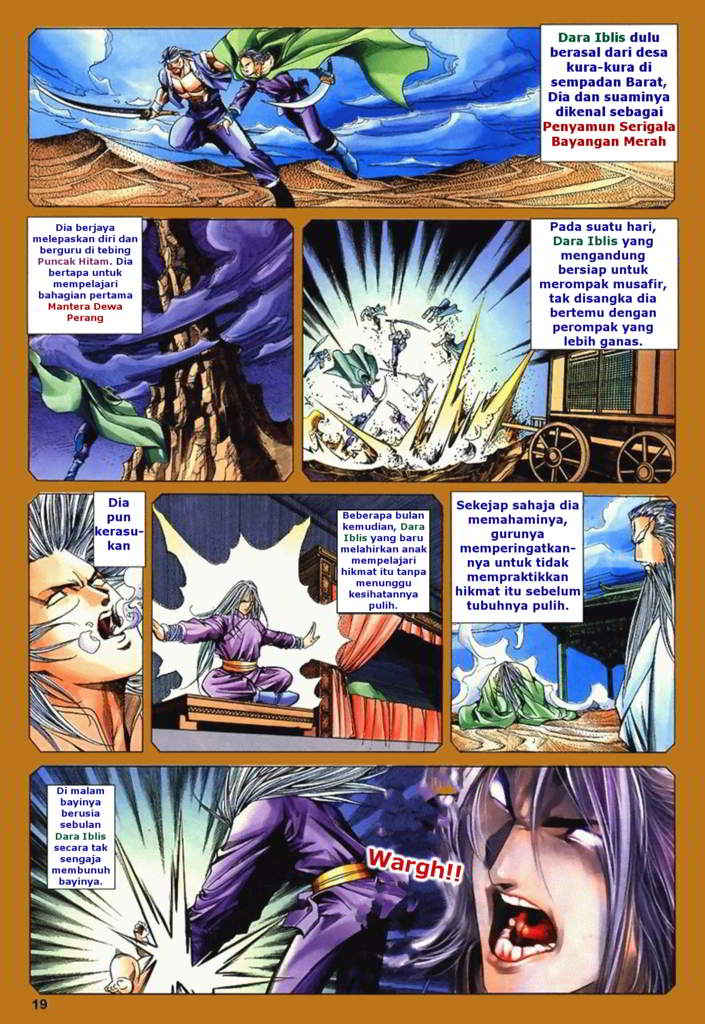 Dara Iblis dulu
berasal dari desa
kura-kura di
sempadan Barat,
Dia dan suaminya
dikenal sebagai
Penyamun Serigala
Bayangan Merah
Pada suatu hari,
Dara Iblis yang
mengandung
bersiap untuk
merompak musafir,
tak disangka dia
bertemu dengan
perompak yang
lebih ganas.
Dia berjaya
melepaskan diri dan
berguru di tebing
Puncak Hitam. Dia
bertapa untuk
mempelajari
bahagian pertama
Mantera Dewa
Perang
Sekejap sahaja dia
memahaminya,
gurunya
memperingatkan-
nya untuk tidak
mempraktikkan
hikmat itu sebelum
tubuhnya pulih.
Beberapa bulan
kemudian, Dara
Iblis yang baru
melahirkan anak
mempelajari
hikmat itu tanpa
menunggu
kesihatannya
pulih.
Dia
pun
kerasu-
kan
Di malam
bayinya
berusia
sebulan
Dara Iblis
secara tak
sengaja
membunuh
bayinya.
Wargh!!
19